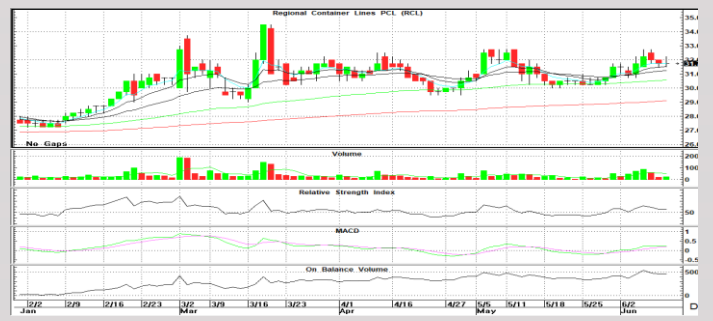 Regional Container Lines PCL (RCL)
35.0
33.0
32.0
31.0
30.0
29.0
28.0
27.0
26.0
No Gaps
Volume
200
100
0
Relative Strength Index
50
MACD
1
0.5
0
-0.5
On Balance Volume
500
0
2/2 2/9 2/16 2/23 3/2 3/9 3/16 3/23 4/1 4/16 4/27 5/5 5/11 5/18 5/25 6/2
Jan Mar Apr May Jun